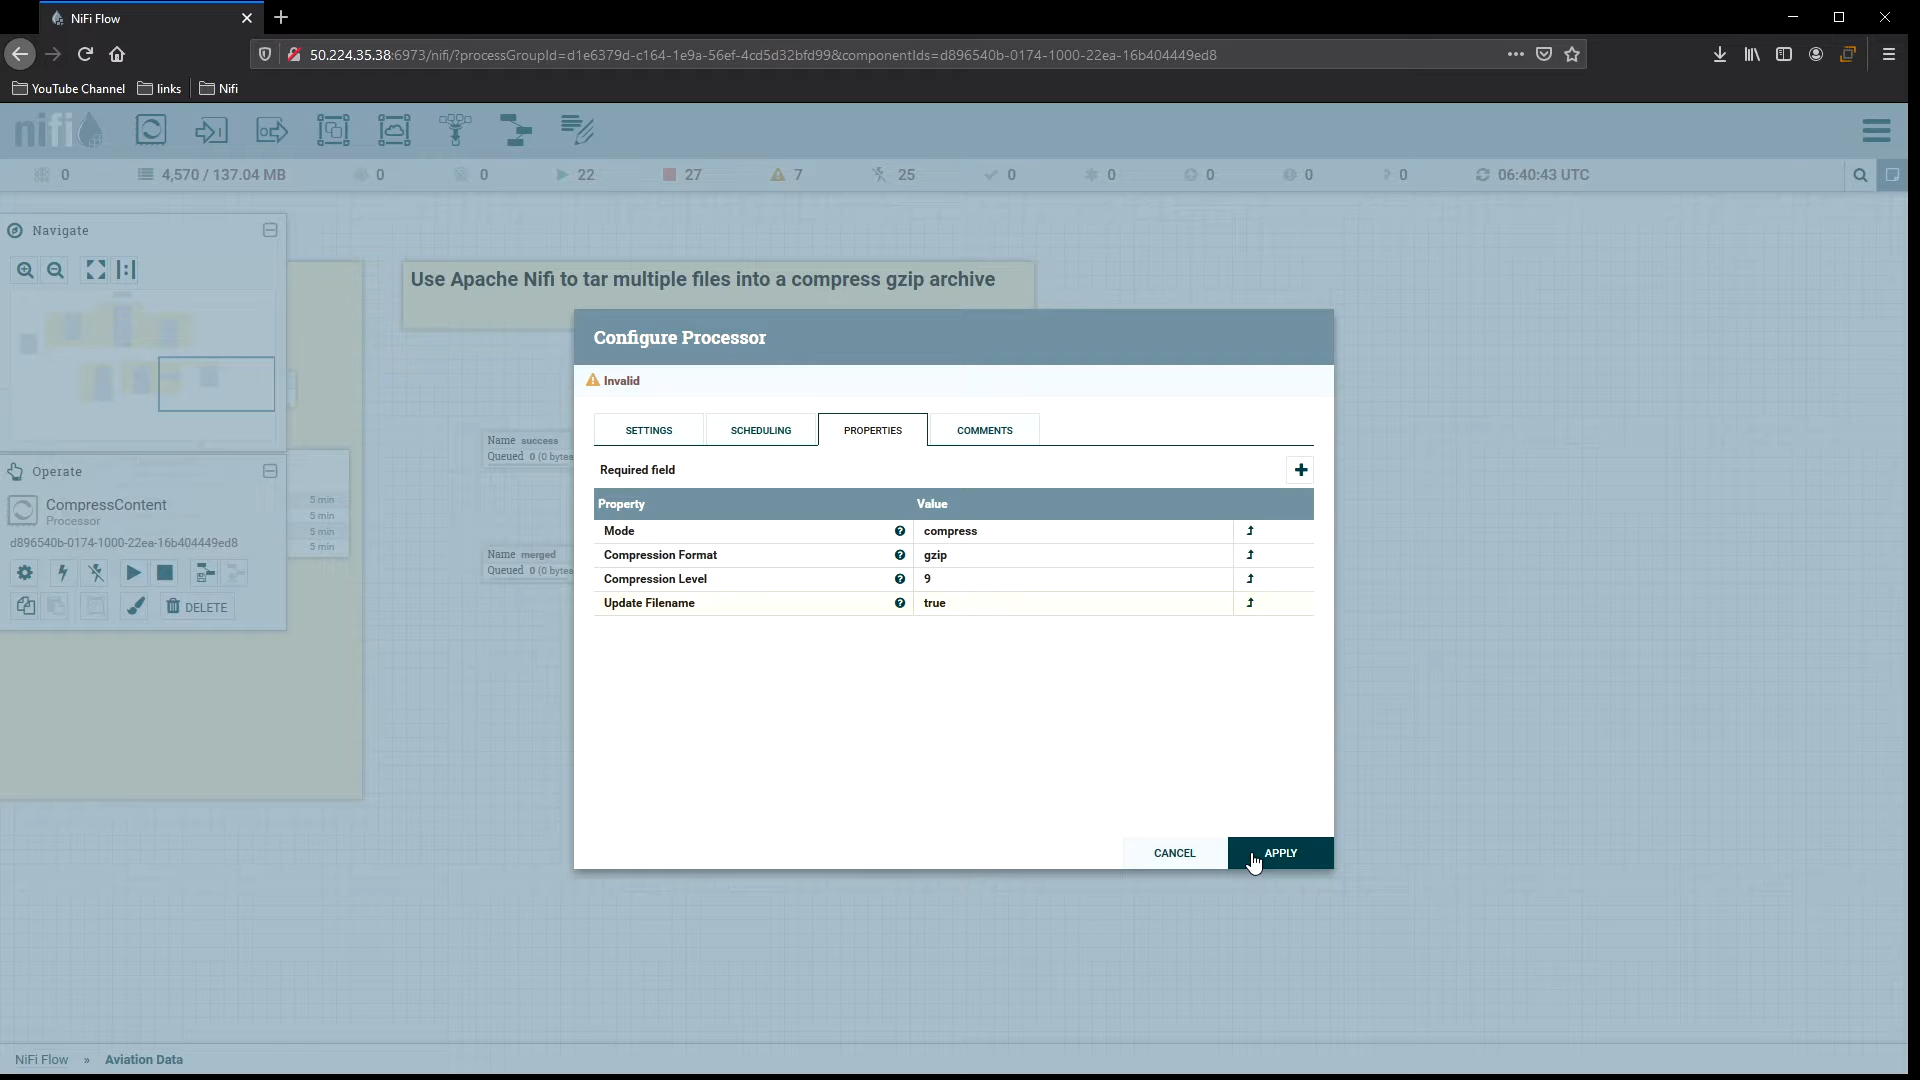 NiFi Flow
50.224.35.38:6973/nifi/?processGroupId=d1e6379d-c164-1e9a-56ef-4cd5d32bfd99&componentIds=d896540b-0174-1000-22ea-16b404449ed8
YouTube Channel links Nifi
nifi
0 4,570 / 137.04 MB 0 0 22 27 7 25 0 0 0 0 0 06:40:43 UTC
Navigate
Use Apache Nifi to tar multiple files into a compress gzip archive
Configure Processor
Invalid
SETTINGS SCHEDULING PROPERTIES COMMENTS
Name success
Queued 0 (0 bytes
Required field
Property Value
Mode compress
Compression Format gzip
Compression Level 9
Update Filename true
Name merged
Queued 0 (0 bytes
Operate
CompressContent
Processor
d896540b-0174-1000-22ea-16b404449ed8
DELETE
5 min
5 min
5 min
5 min
CANCEL APPLY
NiFi Flow » Aviation Data